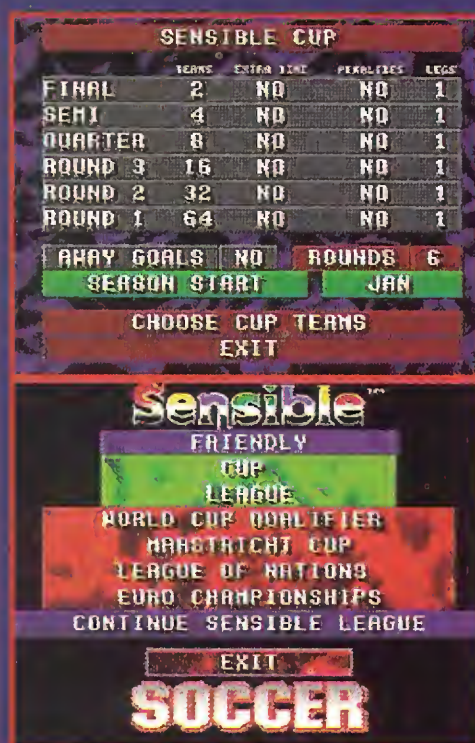 SENSIBLE CUP
TEAMS EXTRA TIME PENALTIES LEGS
FINAL 2 NO NO 1
SEMI 4 NO NO 1
QUARTER 8 NO NO 1
ROUND 3 16 NO NO 1
ROUND 2 32 NO NO 1
ROUND 1 64 NO NO 1
AWAY GOALS NO ROUNDS 6
SEASON START JAN
CHOOSE CUP TEAMS
EXIT
Sensible™
FRIENDLY
CUP
LEAGUE
WORLD CUP QUALIFIER
MAASTRICHT CUP
LEAGUE OF NATIONS
EURO CHAMPIONSHIPS
CONTINUE SENSIBLE LEAGUE
EXIT
SOCCER